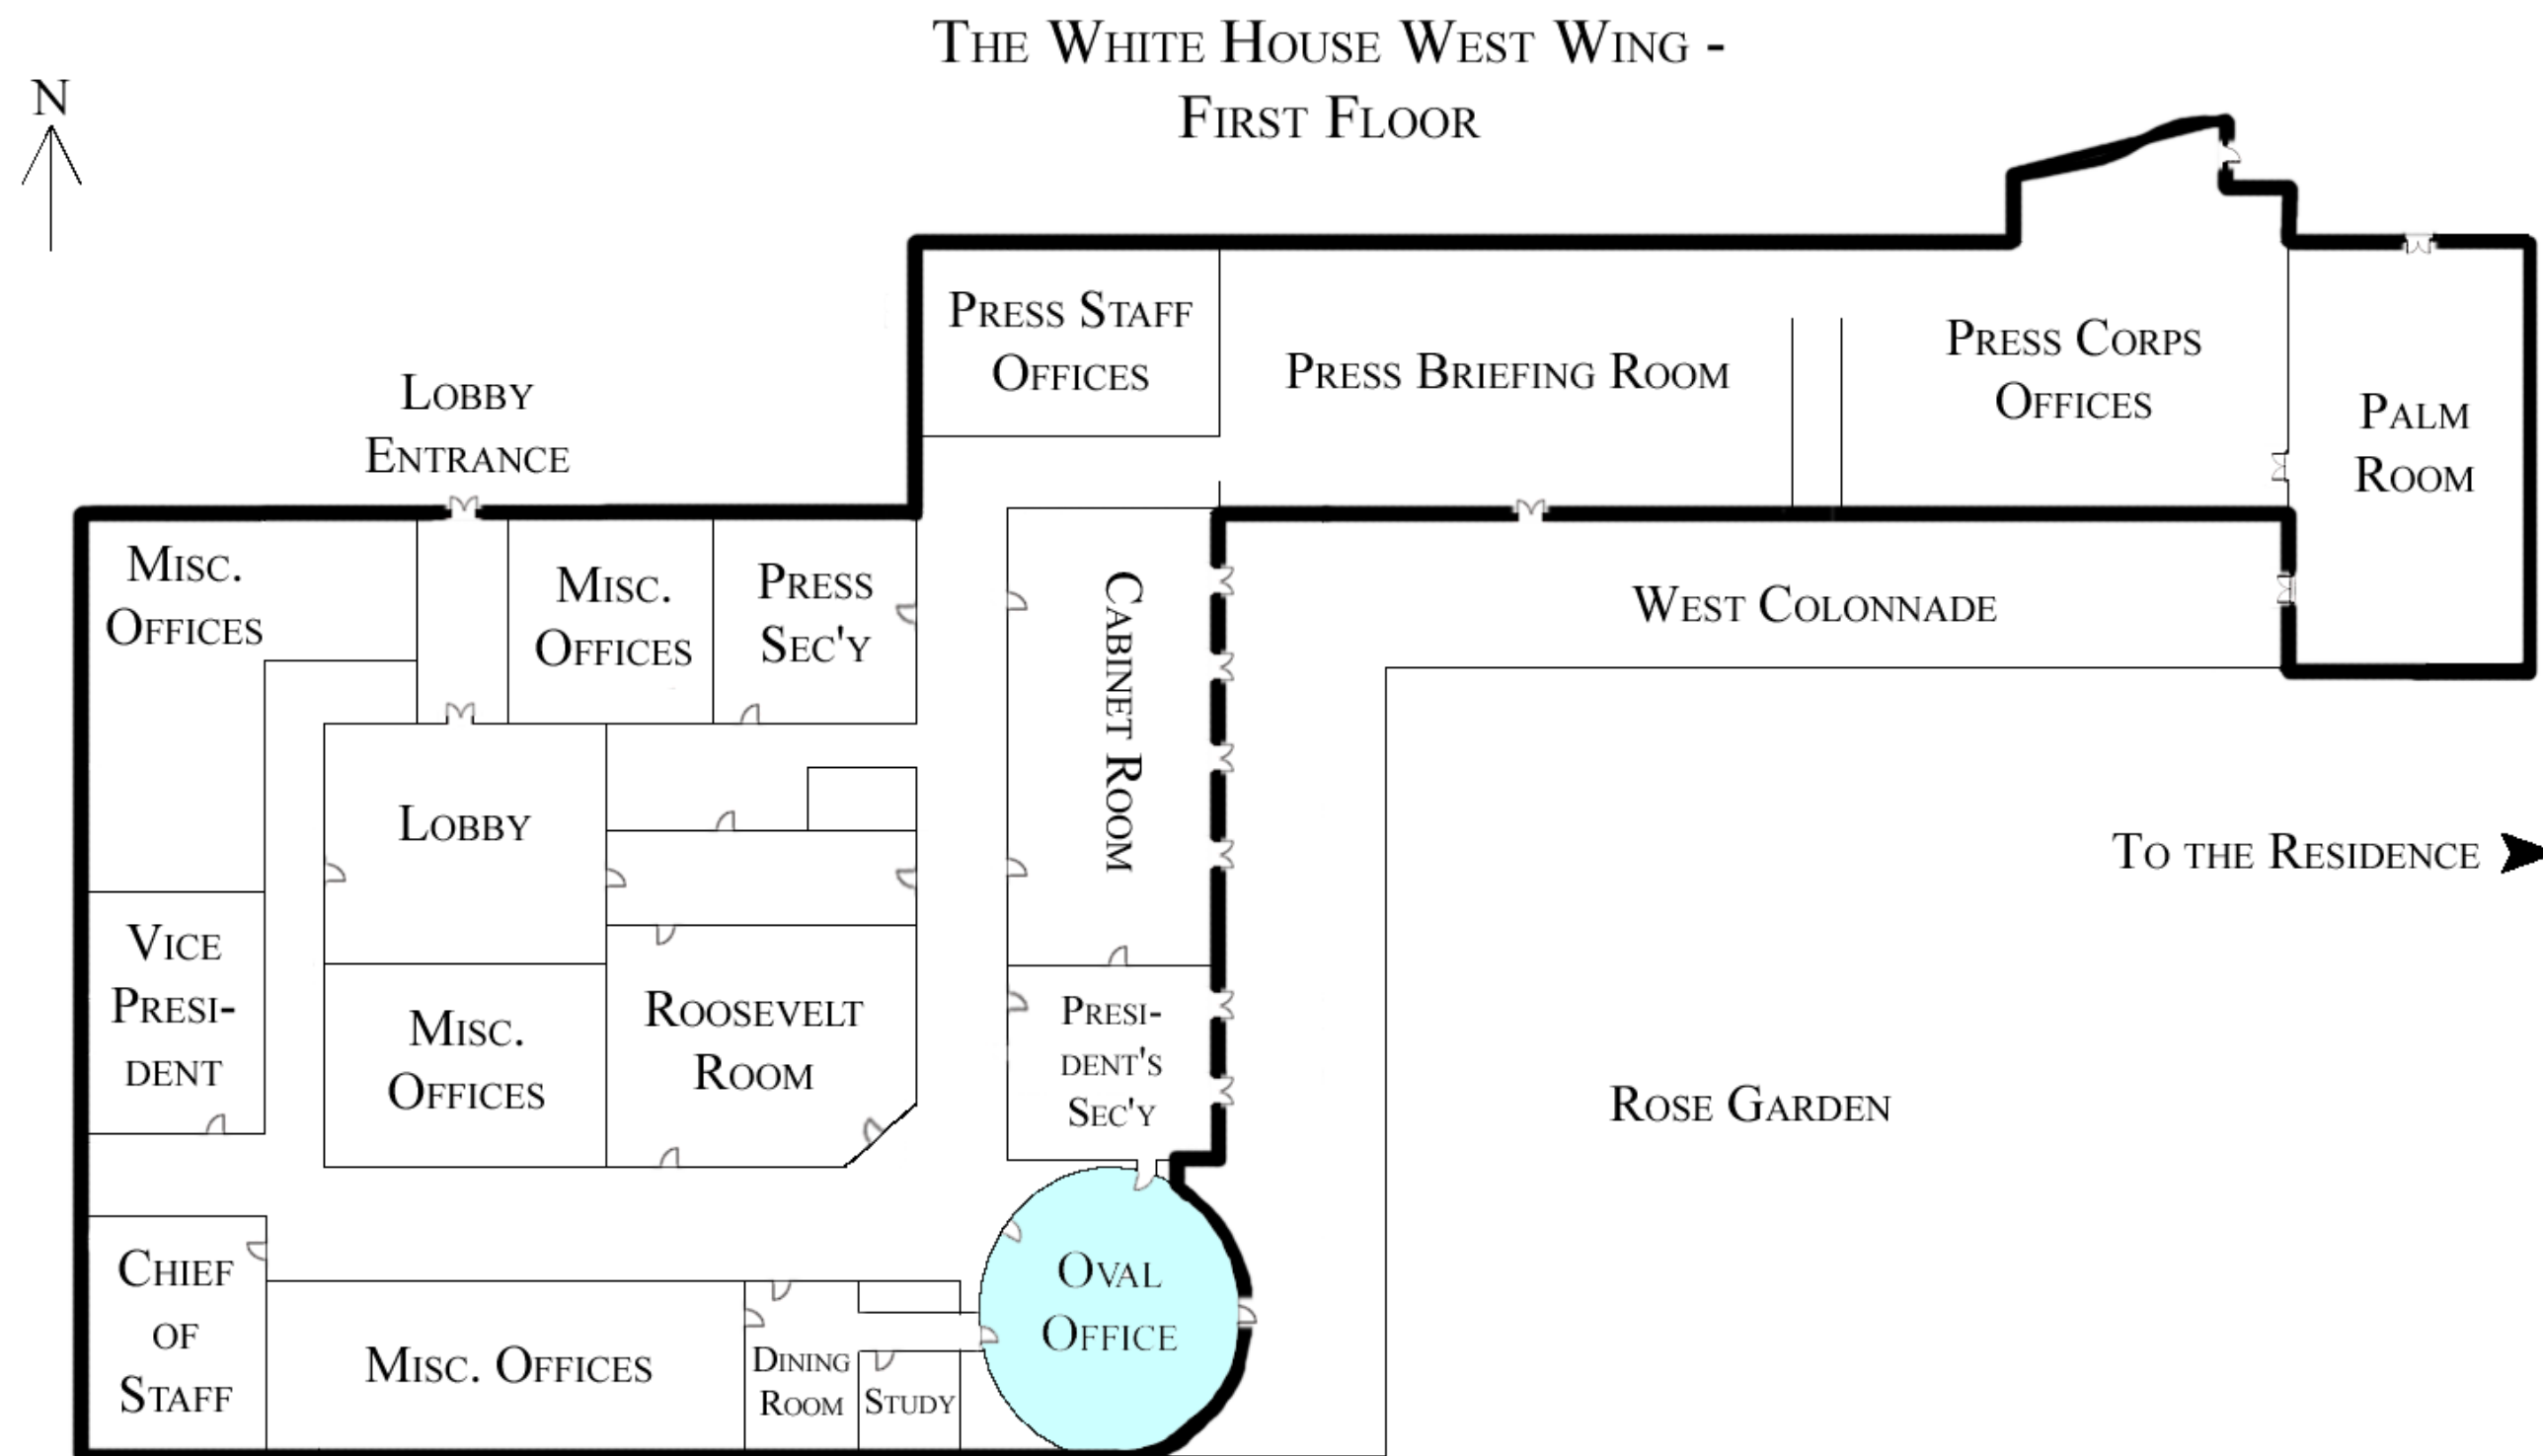 THE WHITE HOUSE WEST WING -
FIRST FLOOR
N
LOBBY
ENTRANCE
PRESS STAFF
OFFICES
PRESS BRIEFING ROOM
PRESS CORPS
OFFICES
PALM
ROOM
MISC.
OFFICES
MISC.
OFFICES
PRESS
SEC'Y
CABINET ROOM
WEST COLONNADE
LOBBY
TO THE RESIDENCE
VICE
PRESI-
DENT
MISC.
OFFICES
ROOSEVELT
ROOM
PRESI-
DENT'S
SEC'Y
ROSE GARDEN
CHIEF
OF
STAFF
MISC. OFFICES
DINING
ROOM
STUDY
OVAL
OFFICE